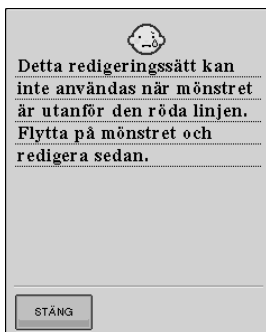 Detta redigeringssätt kan
inte användas när mönstret
är utanför den röda linjen.
Flytta på mönstret och
redigera sedan.
STÄNG